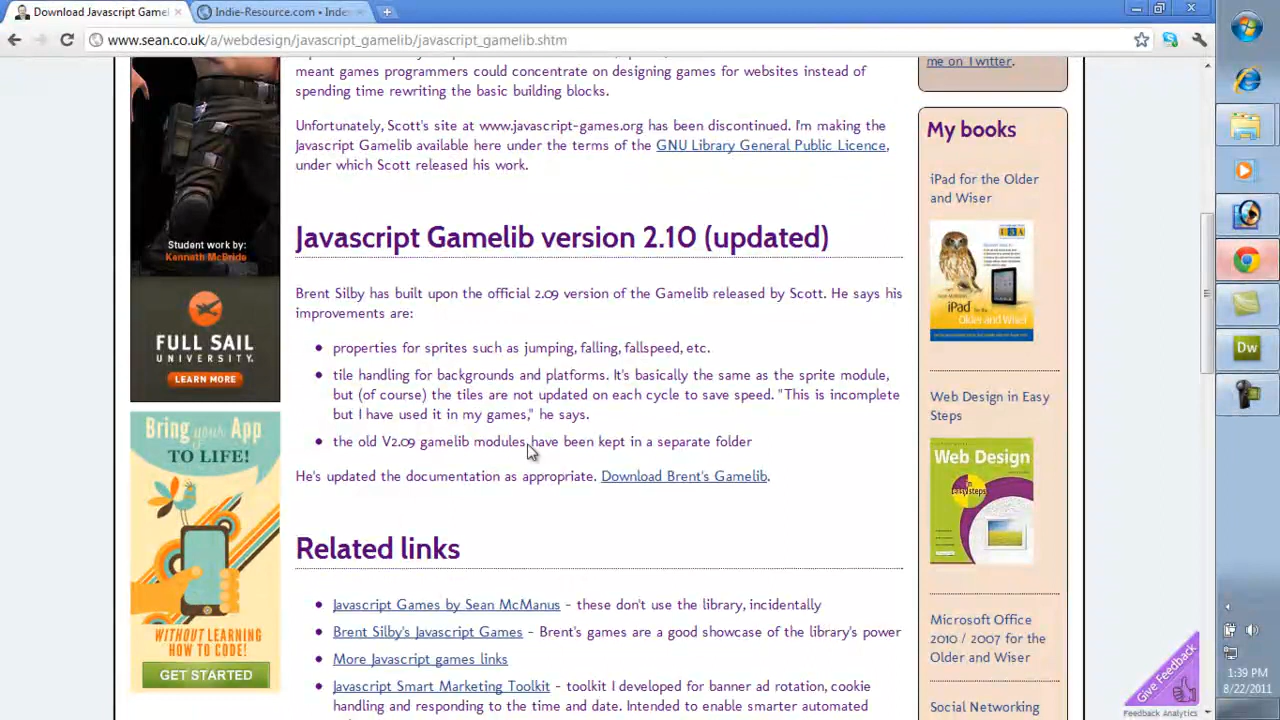 Download Javascript Gamel
Indie-Resource.com • Index
www.sean.co.uk/a/webdesign/javascript_gamelib/javascript_gamelib.shtm
meant games programmers could concentrate on designing games for websites instead of
spending time rewriting the basic building blocks.
Unfortunately, Scott's site at www.javascript-games.org has been discontinued. I'm making the
Javascript Gamelib available here under the terms of the GNU Library General Public Licence,
under which Scott released his work.
Javascript Gamelib version 2.10 (updated)
Brent Silby has built upon the official 2.09 version of the Gamelib released by Scott. He says his
improvements are:
• properties for sprites such as jumping, falling, fallspeed, etc.
• tile handling for backgrounds and platforms. It's basically the same as the sprite module,
but (of course) the tiles are not updated on each cycle to save speed. "This is incomplete
but I have used it in my games," he says.
• the old V2.09 gamelib modules have been kept in a separate folder
He's updated the documentation as appropriate. Download Brent's Gamelib.
Related links
• Javascript Games by Sean McManus - these don't use the library, incidentally
• Brent Silby's Javascript Games - Brent's games are a good showcase of the library's power
• More Javascript games links
• Javascript Smart Marketing Toolkit - toolkit I developed for banner ad rotation, cookie
handling and responding to the time and date. Intended to enable smarter automated
Student work by:
Kenneth McBride
FULL SAIL
UNIVERSITY.
LEARN MORE
Bring your App
TO LIFE!
WITHOUT LEARNING
HOW TO CODE!
GET STARTED
me on Twitter.
My books
iPad for the Older
and Wiser
iPad
for the
Older and Wiser
Web Design in Easy
Steps
Web Design
Microsoft Office
2010 / 2007 for the
Older and Wiser
Social Networking
Give Feedback
Feedback Analytics
Dw
1:39 PM
8/22/2011